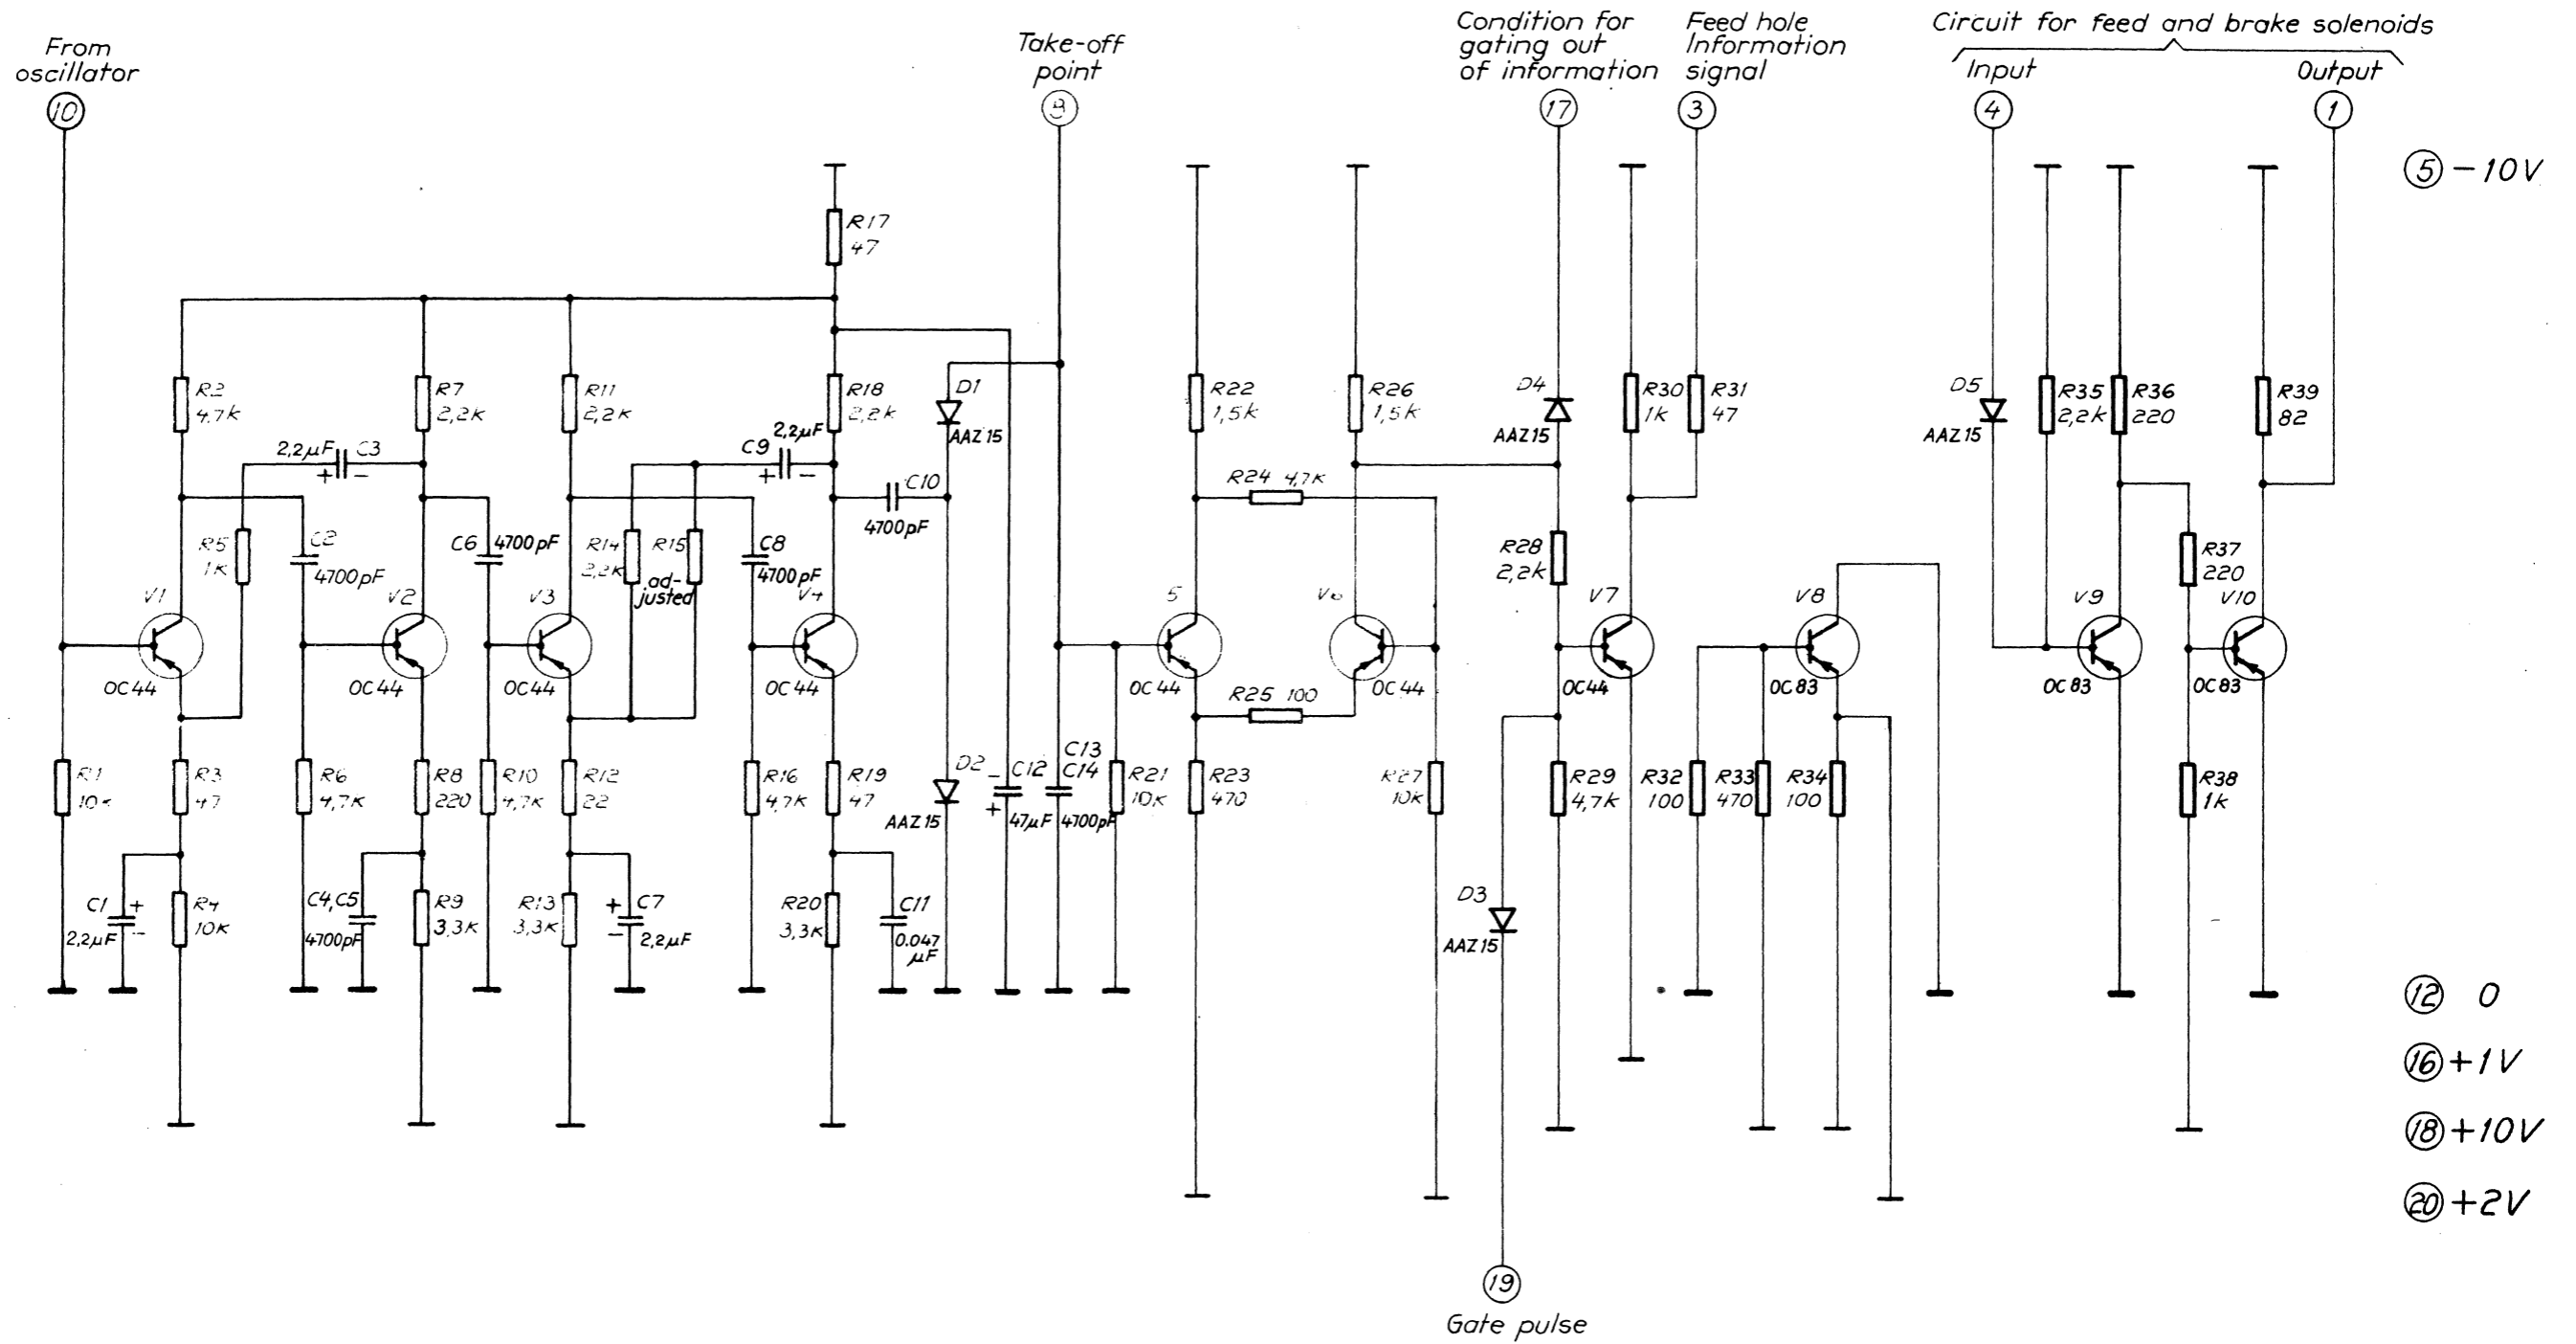 From
oscillator
10
Take-off
point
9
Condition for
gating out
of information
17
Feed hole
Information
signal
3
Circuit for feed and brake solenoids
Input
4
Output
1
5 -10V
R17
47
R2
4,7k
R7
2,2K
R11
2,2K
R18
2,2K
D1
AAZ15
R22
1,5k
R26
1,5k
D4
AAZ15
R30
1k
R31
47
D5
AAZ15
R35
2,2k
R36
220
R39
82
2,2µF C3
+ -
C9 2,2µF
+ -
C10
4700pF
R24 4,7K
R5
1K
C2
4700pF
C6 4700pF
R14
2,2K
R15
ad-
justed
C8
4700pF
R28
2,2k
R37
220
V1
OC44
V2
OC44
V3
OC44
V4
OC44
5
OC44
V6
OC44
V7
OC44
V8
OC83
V9
OC83
V10
OC83
R25 100
R1
10K
R3
47
R6
4,7K
R8
220
R10
4,7K
R12
22
R16
4,7K
R19
47
D2
AAZ15
- C12
+ 47µF
C13
C14
4700pF
R21
10K
R23
470
R27
10k
R29
4,7k
R32
100
R33
470
R34
100
R38
1k
C1 +
2,2µF -
R4
10K
C4,C5
4700pF
R9
3,3K
R13
3,3K
+ C7
- 2,2µF
R20
3,3K
C11
0.047
µF
D3
AAZ15
12 0
16 +1V
18 +10V
20 +2V
19
Gate pulse